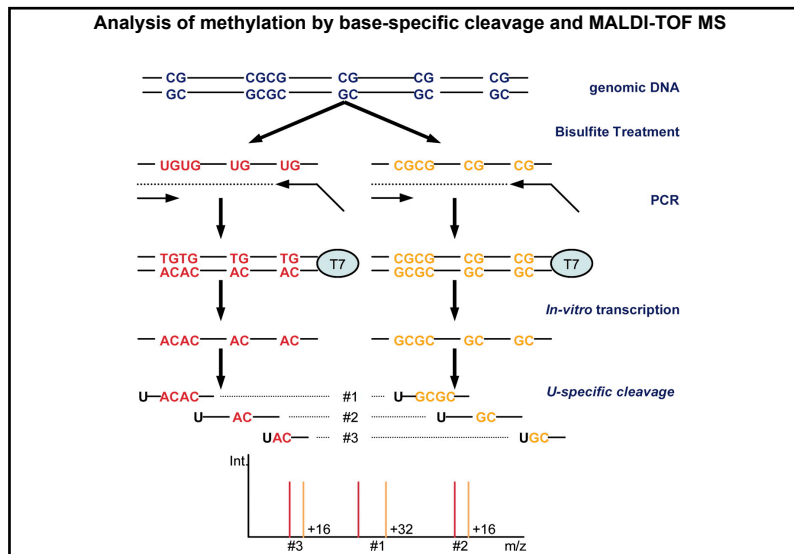 Analysis of methylation by base-specific cleavage and MALDI-TOF MS
CG CGCG CG CG CG
GC GCGC GC GC GC
genomic DNA
Bisulfite Treatment
UGUG UG UG CGCG CG CG
PCR
TGTG TG TG T7 CGCG CG CG T7
ACAC AC AC GCGC GC GC
In-vitro transcription
ACAC AC AC GCGC GC GC
U-specific cleavage
U ACAC #1 U GCGC
U AC #2 U GC
UAC #3 UGC
Int.
+16 +32 +16
#3 #1 #2 m/z